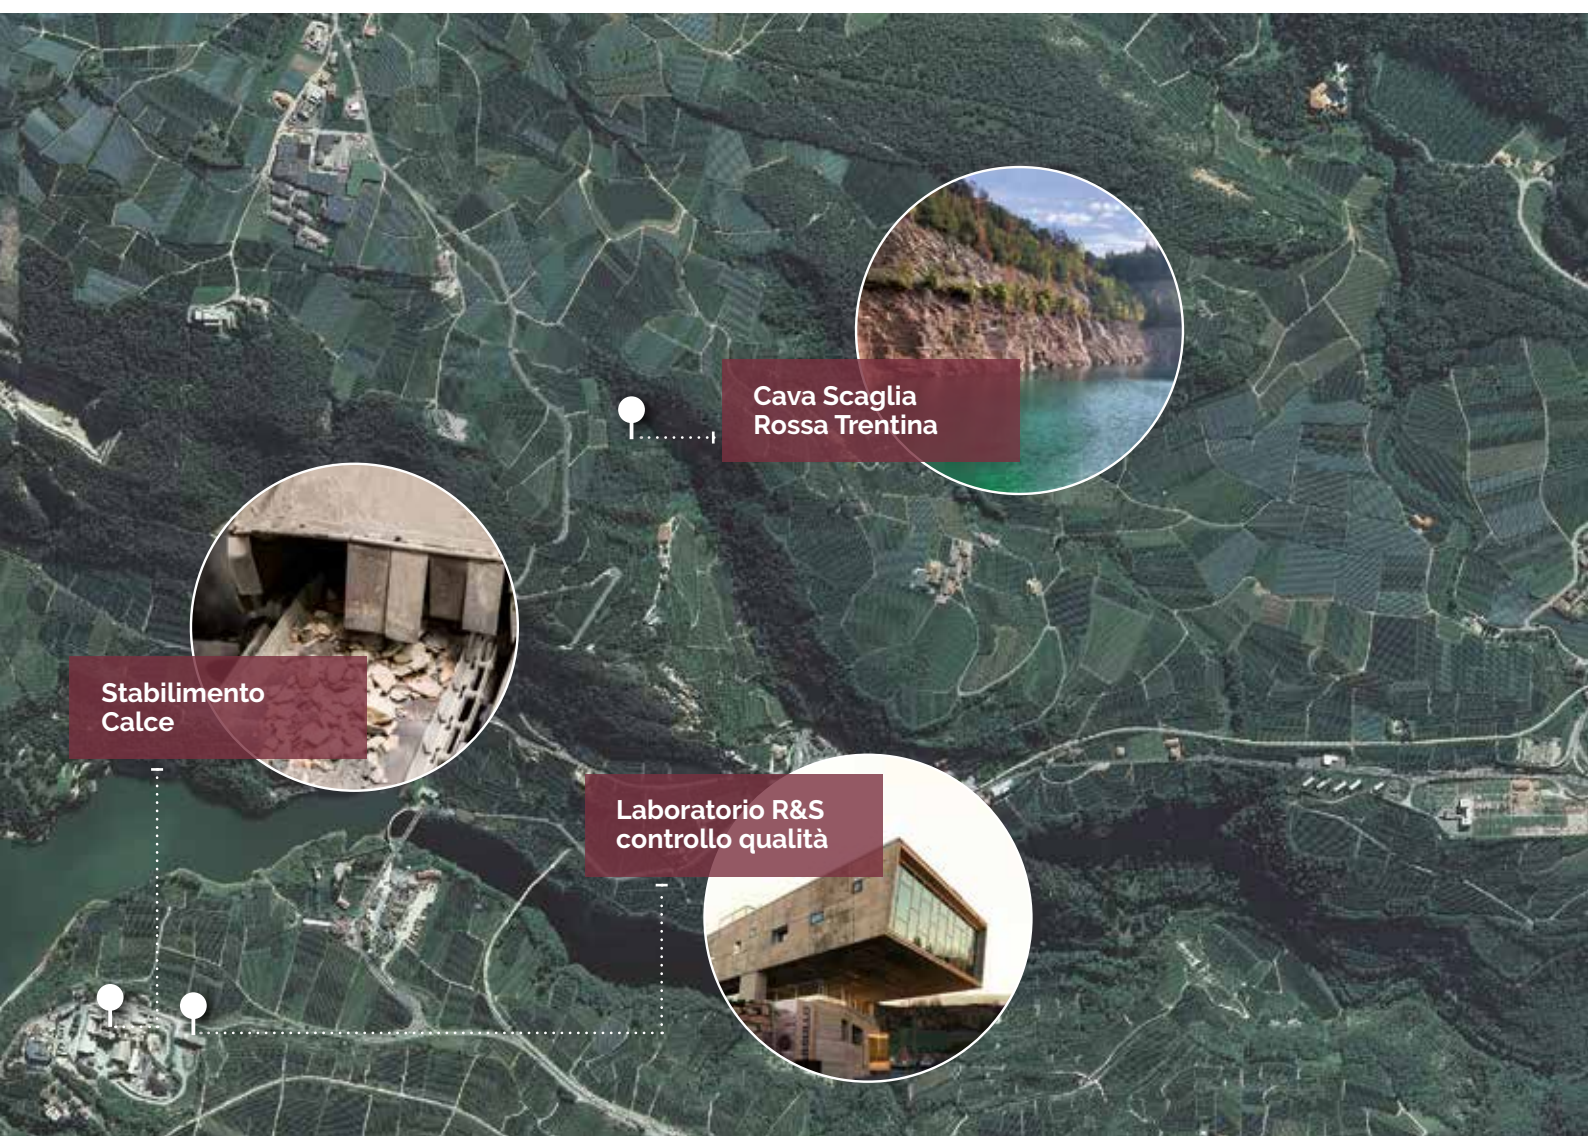 Cava Scaglia
Rossa Trentina
Stabilimento
Calce
Laboratorio R&S
controllo qualità